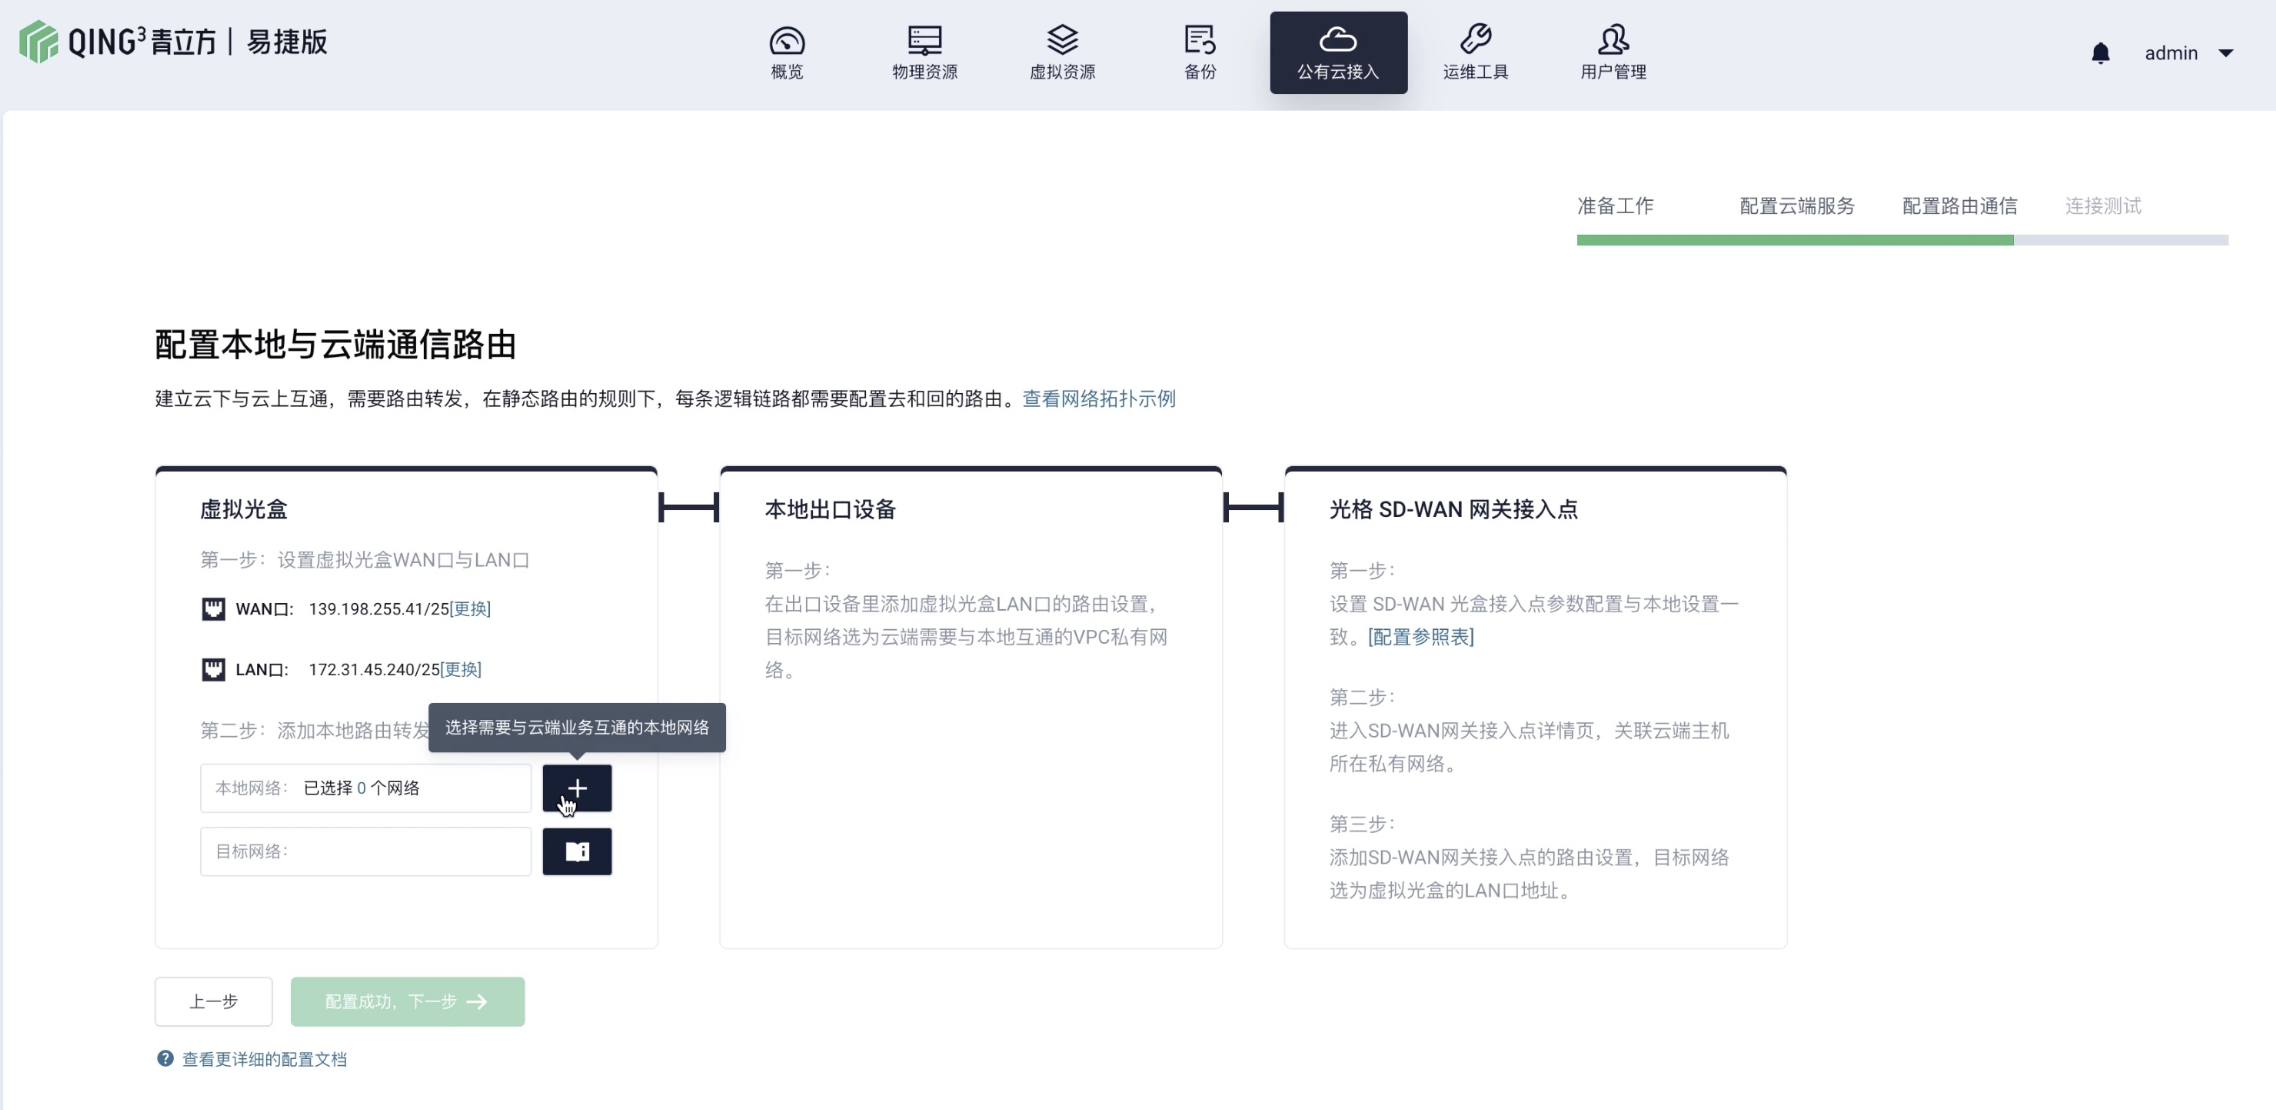 QING³青立方 | 易捷版
概览
物理资源
虚拟资源
备份
公有云接入
运维工具
用户管理
admin
准备工作
配置云端服务
配置路由通信
连接测试
配置本地与云端通信路由
建立云下与云上互通，需要路由转发，在静态路由的规则下，每条逻辑链路都需要配置去和回的路由。查看网络拓扑示例
虚拟光盒
第一步：设置虚拟光盒WAN口与LAN口
WAN口: 139.198.255.41/25[更换]
LAN口: 172.31.45.240/25[更换]
第二步：添加本地路由转发
选择需要与云端业务互通的本地网络
本地网络: 已选择 0 个网络
目标网络:
本地出口设备
第一步：
在出口设备里添加虚拟光盒LAN口的路由设置，
目标网络选为云端需要与本地互通的VPC私有网
络。
光格 SD-WAN 网关接入点
第一步：
设置 SD-WAN 光盒接入点参数配置与本地设置一
致。[配置参照表]
第二步：
进入SD-WAN网关接入点详情页，关联云端主机
所在私有网络。
第三步：
添加SD-WAN网关接入点的路由设置，目标网络
选为虚拟光盒的LAN口地址。
上一步
配置成功，下一步
查看更详细的配置文档